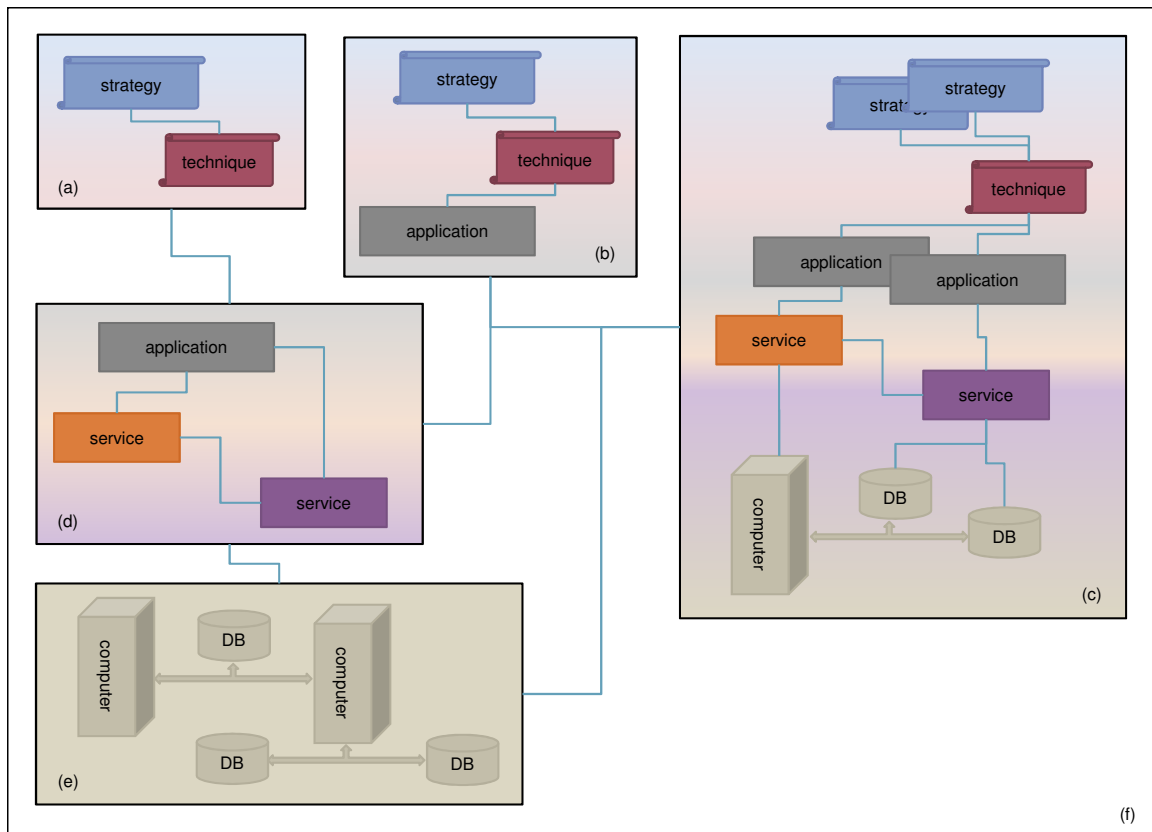 strategy
technique
(a)
strategy
technique
application
(b)
strategy
strategy
technique
application
application
service
service
computer
DB
DB
(c)
application
service
service
(d)
computer
DB
computer
DB
DB
(e)
(f)